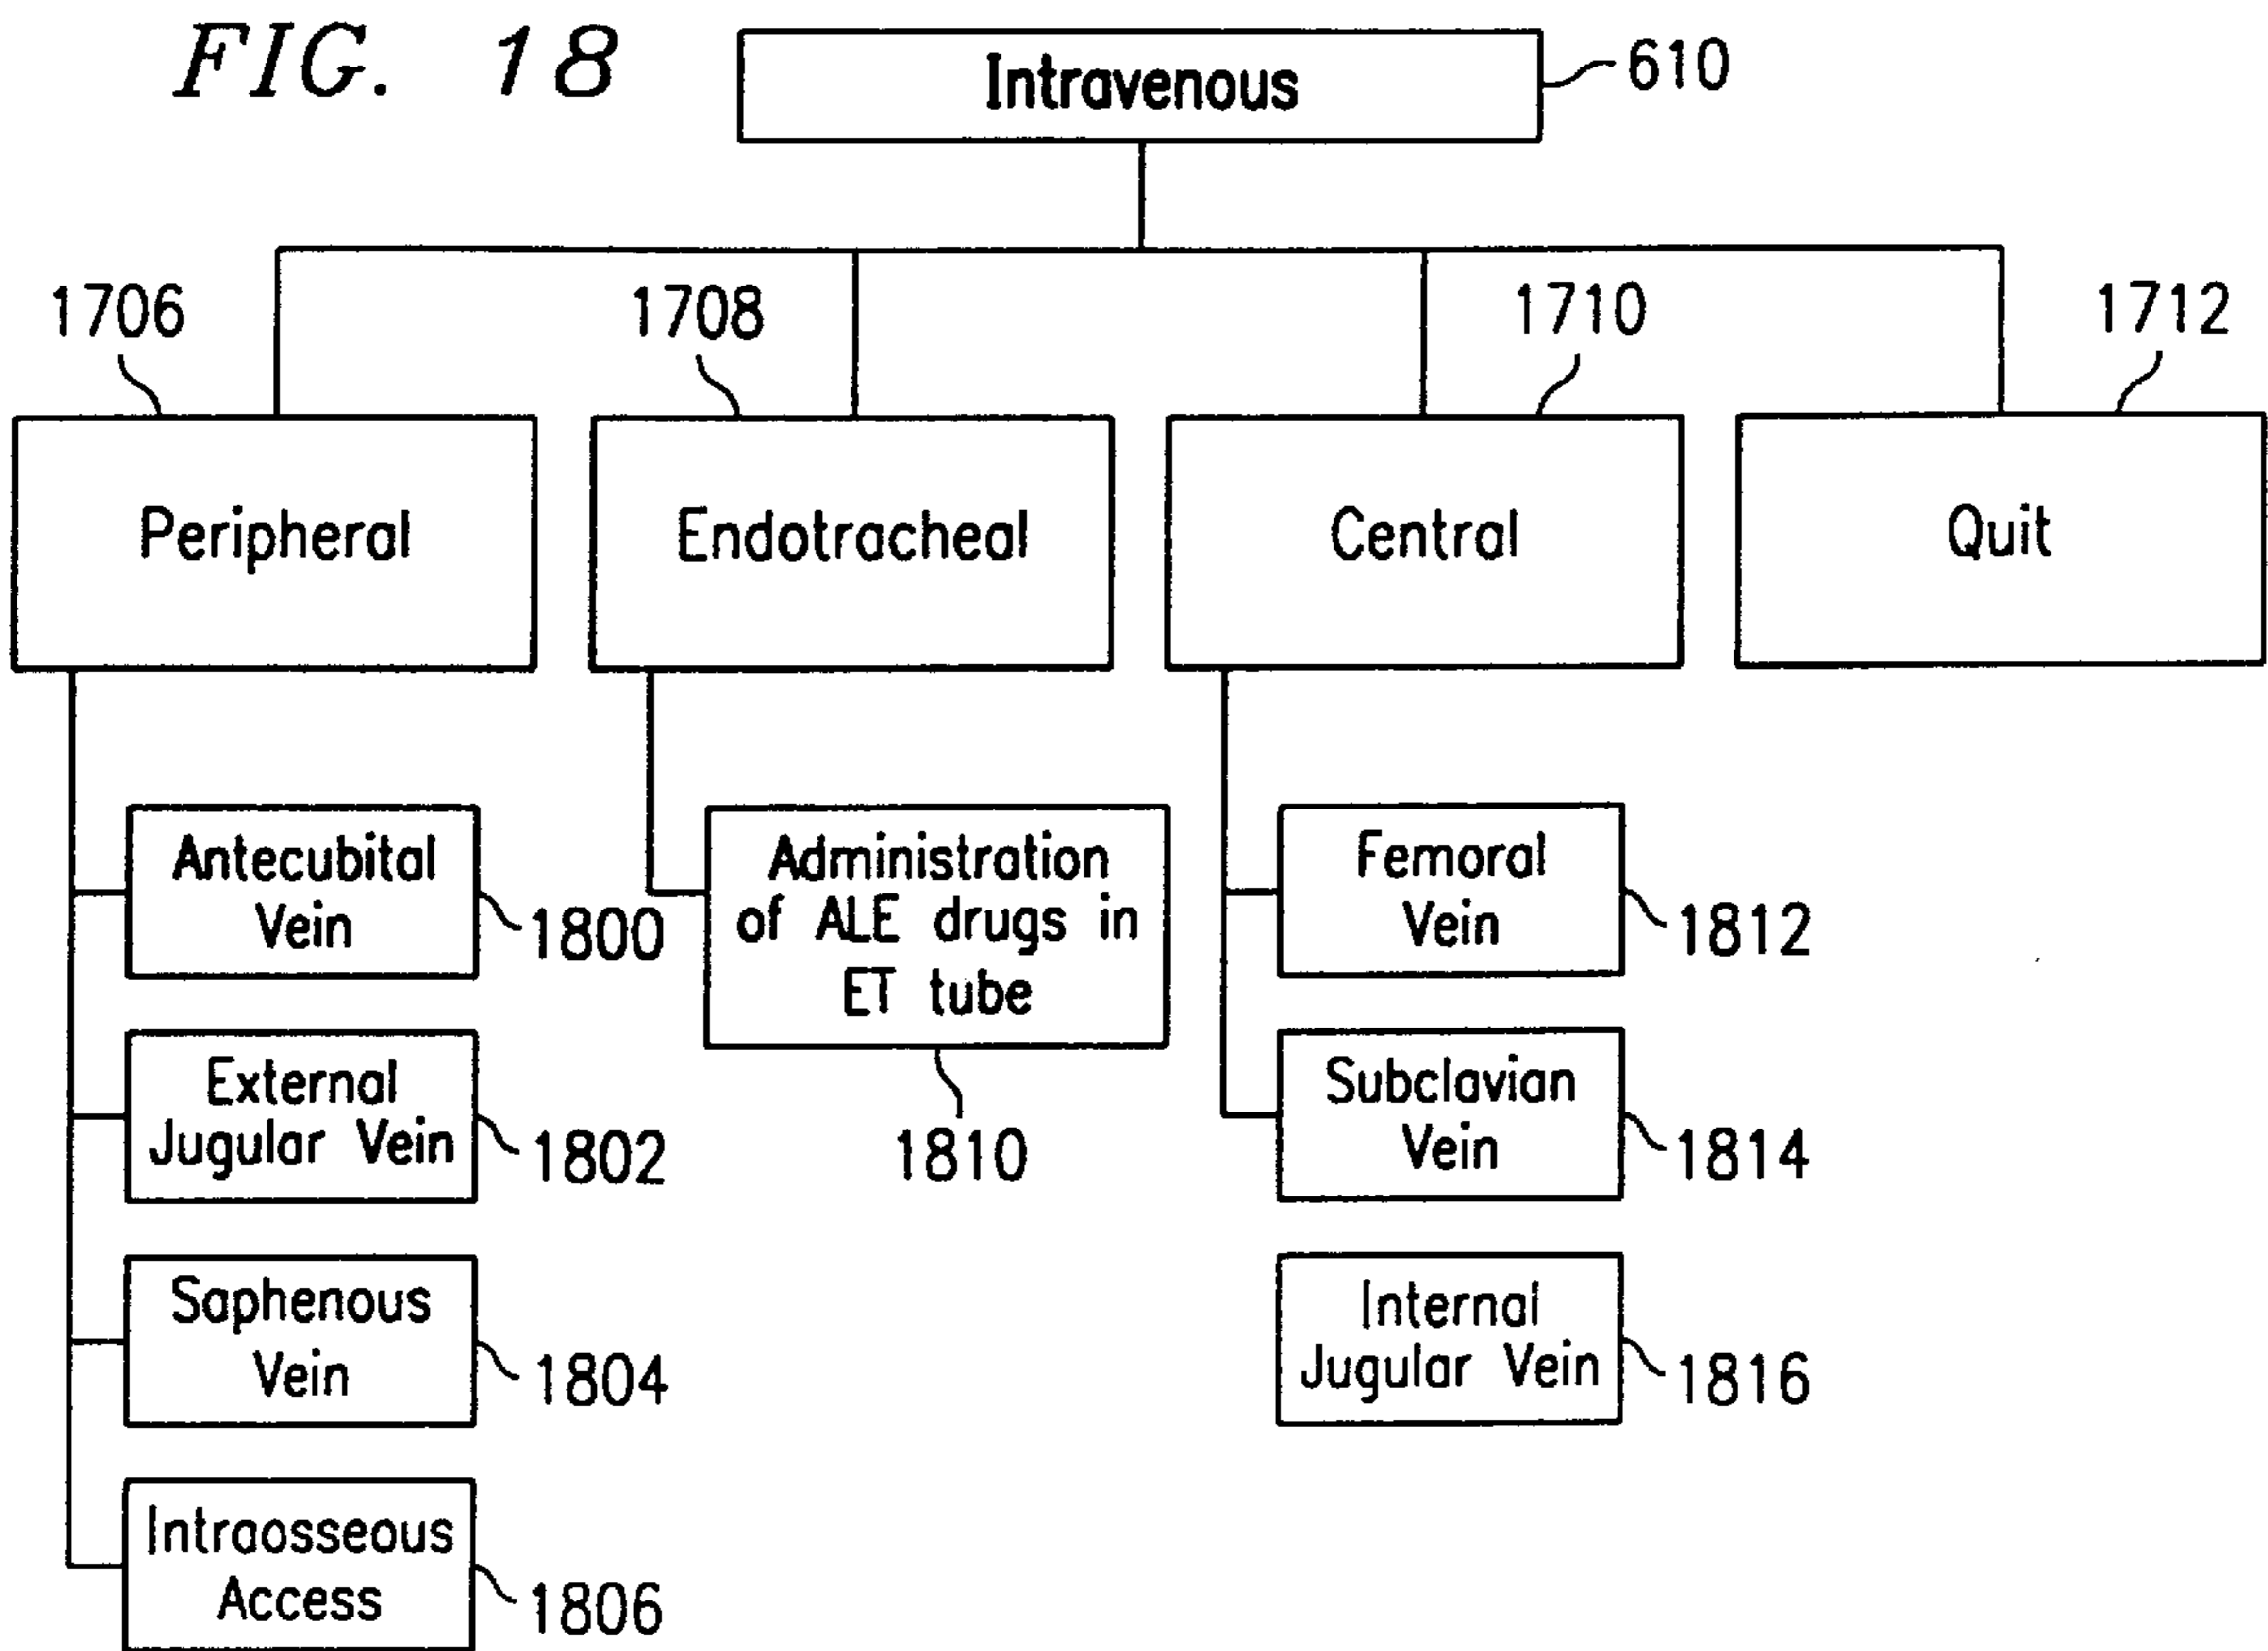 FIG. 18
Intravenous
610
1706
1708
1710
1712
Peripheral
Endotracheal
Central
Quit
Antecubital
Vein
1800
External
Jugular Vein
1802
Saphenous
Vein
1804
Intraosseous
Access
1806
Administration
of ALE drugs in
ET tube
1810
Femoral
Vein
1812
Subclavian
Vein
1814
Internal
Jugular Vein
1816